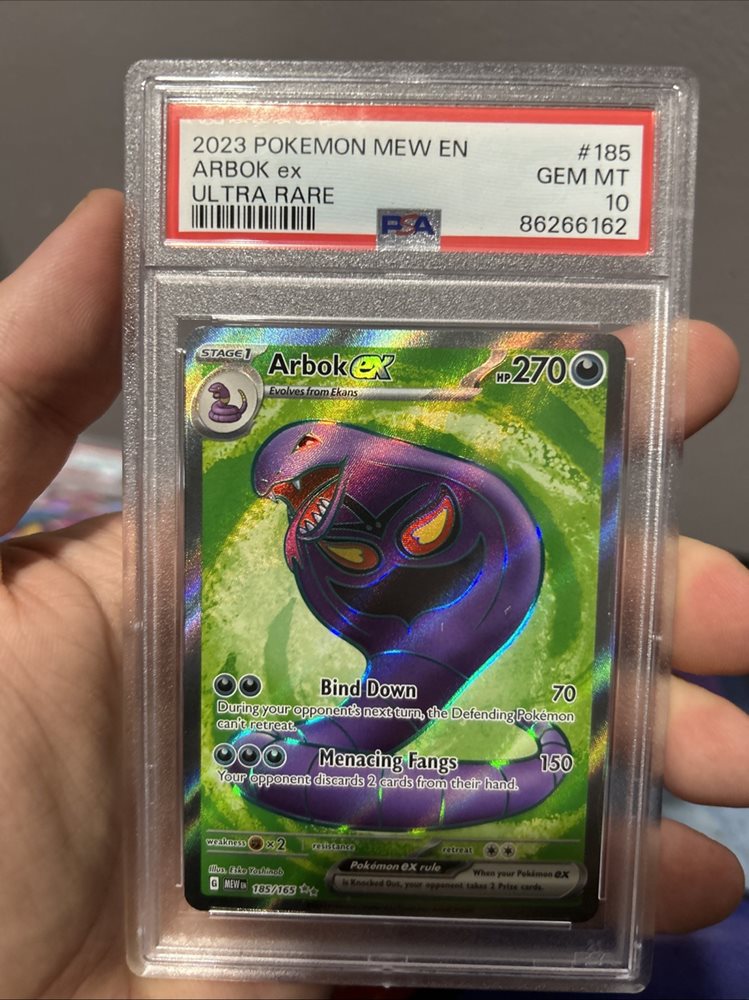 2023 POKEMON MEW EN #185
ARBOK ex GEM MT
ULTRA RARE 10
PSA 86266162
STAGE 1 Arbok ex HP 270
Evolves from Ekans
Bind Down 70
During your opponent's next turn, the Defending Pokémon
can't retreat.
Menacing Fangs 150
Your opponent discards 2 cards from their hand.
weakness ×2 resistance retreat
Illus. Eske Yoshinob
Pokémon ex rule When your Pokémon ex
is Knocked Out, your opponent takes 2 Prize cards.
G MEW EN 185/165